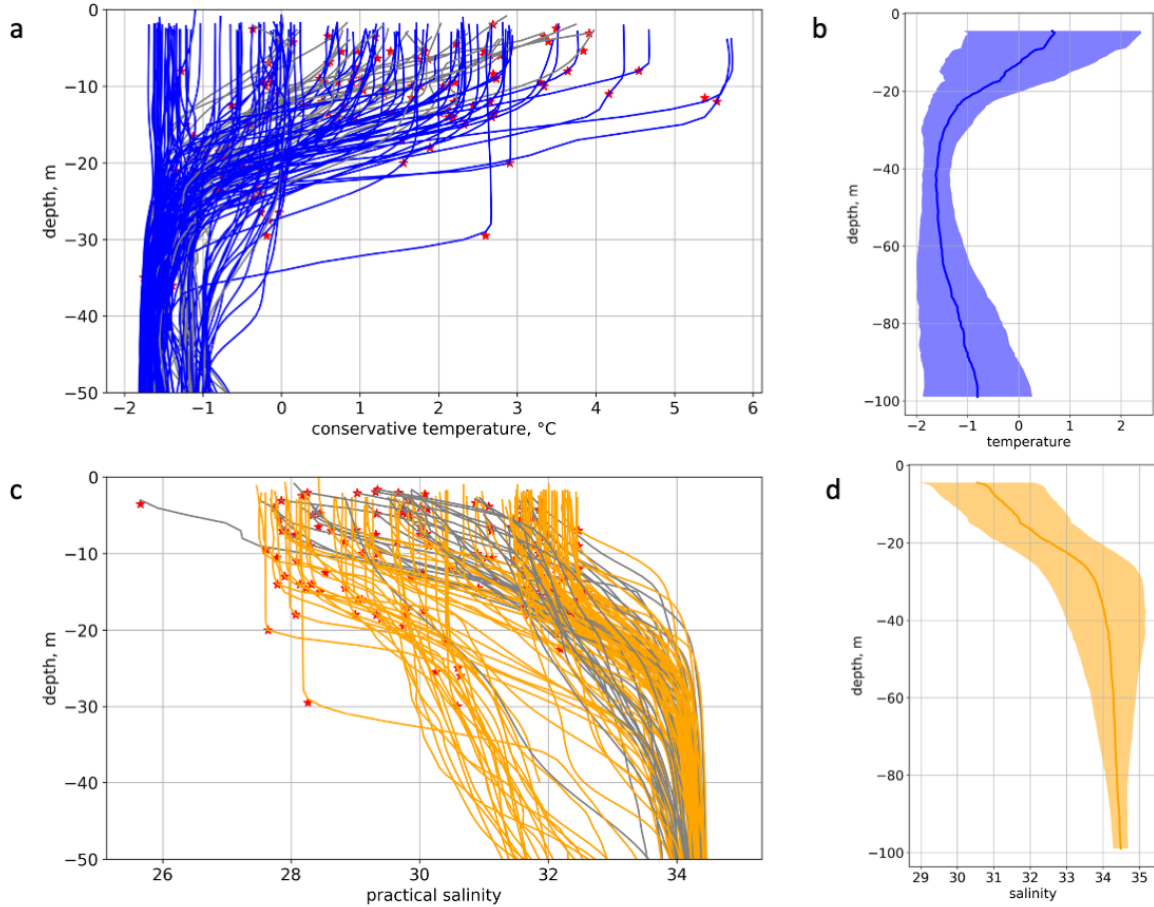 a
0
−10
−20
−30
−40
−50
depth, m
−2 −1 0 1 2 3 4 5 6
conservative temperature, °C
b
0
−20
−40
−60
−80
−100
depth, m
−2 −1 0 1 2
temperature
c
0
−10
−20
−30
−40
−50
depth, m
26 28 30 32 34
practical salinity
d
0
−20
−40
−60
−80
−100
depth, m
29 30 31 32 33 34 35
salinity